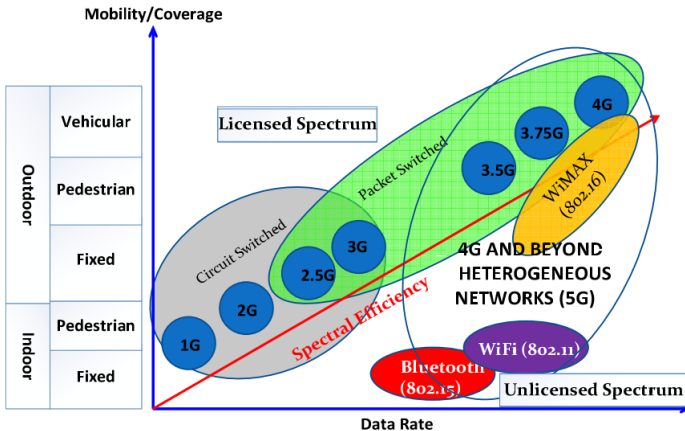 Mobility/Coverage
Outdoor
Vehicular
Pedestrian
Fixed
Indoor
Pedestrian
Fixed
Licensed Spectrum
Packet Switched
Circuit Switched
1G
2G
2.5G
3G
3.5G
3.75G
4G
WiMAX
(802.16)
Spectral Efficiency
4G AND BEYOND
HETEROGENEOUS
NETWORKS (5G)
WiFi (802.11)
Bluetooth
(802.15)
Unlicensed Spectrum
Data Rate